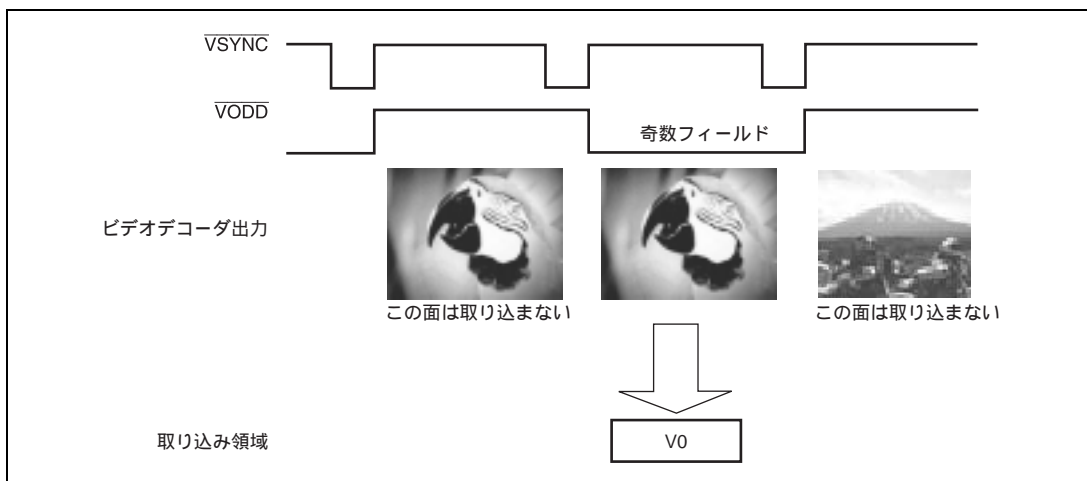 VSYNC
VODD
奇数フィールド
ビデオデコーダ出力
この面は取り込まない
この面は取り込まない
取り込み領域
V0